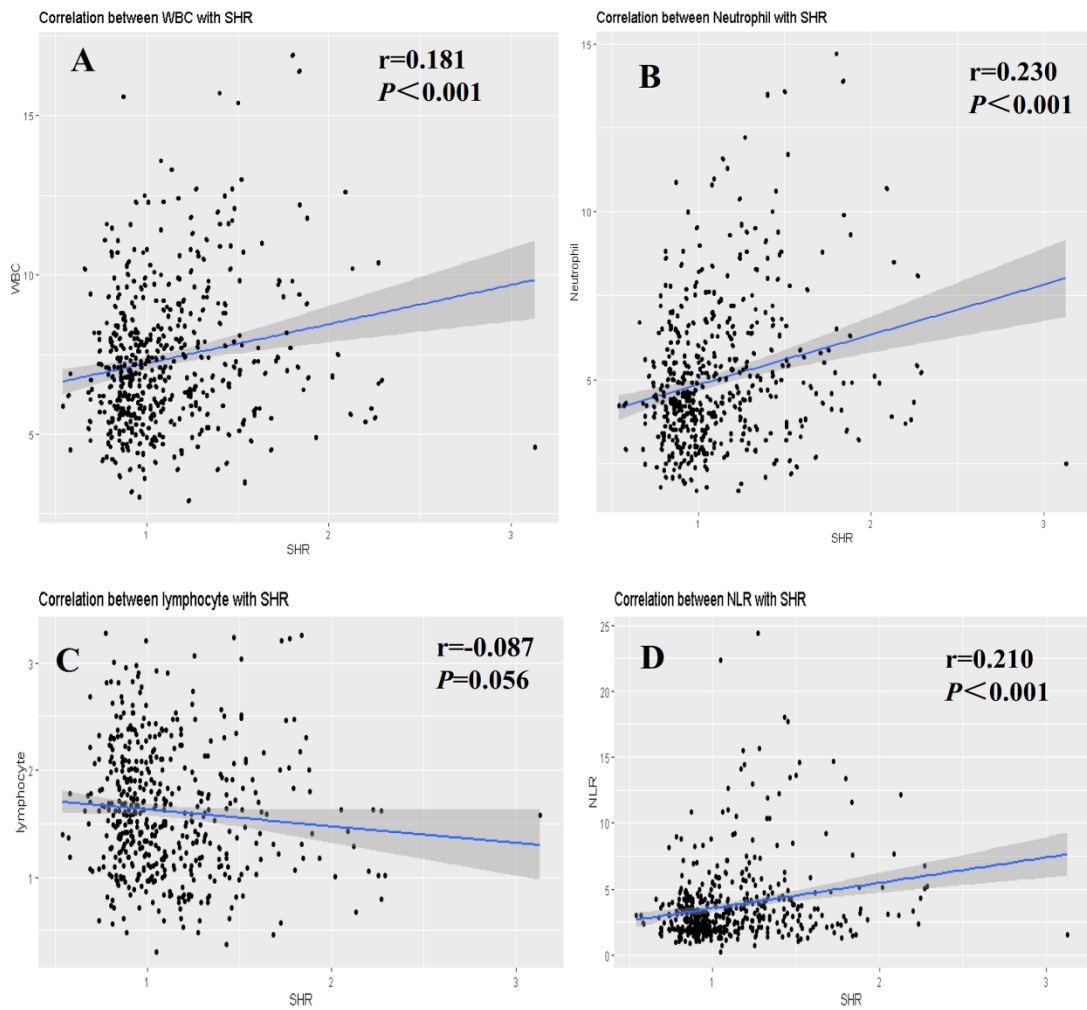 Correlation between WBC with SHR
A
r=0.181
P<0.001
WBC
15
10
5
1
2
3
SHR
Correlation between Neutrophil with SHR
B
r=0.230
P<0.001
Neutrophil
15
10
5
1
2
3
SHR
Correlation between lymphocyte with SHR
C
r=-0.087
P=0.056
lymphocyte
3
2
1
1
2
3
SHR
Correlation between NLR with SHR
D
r=0.210
P<0.001
NLR
25
20
15
10
5
0
1
2
3
SHR